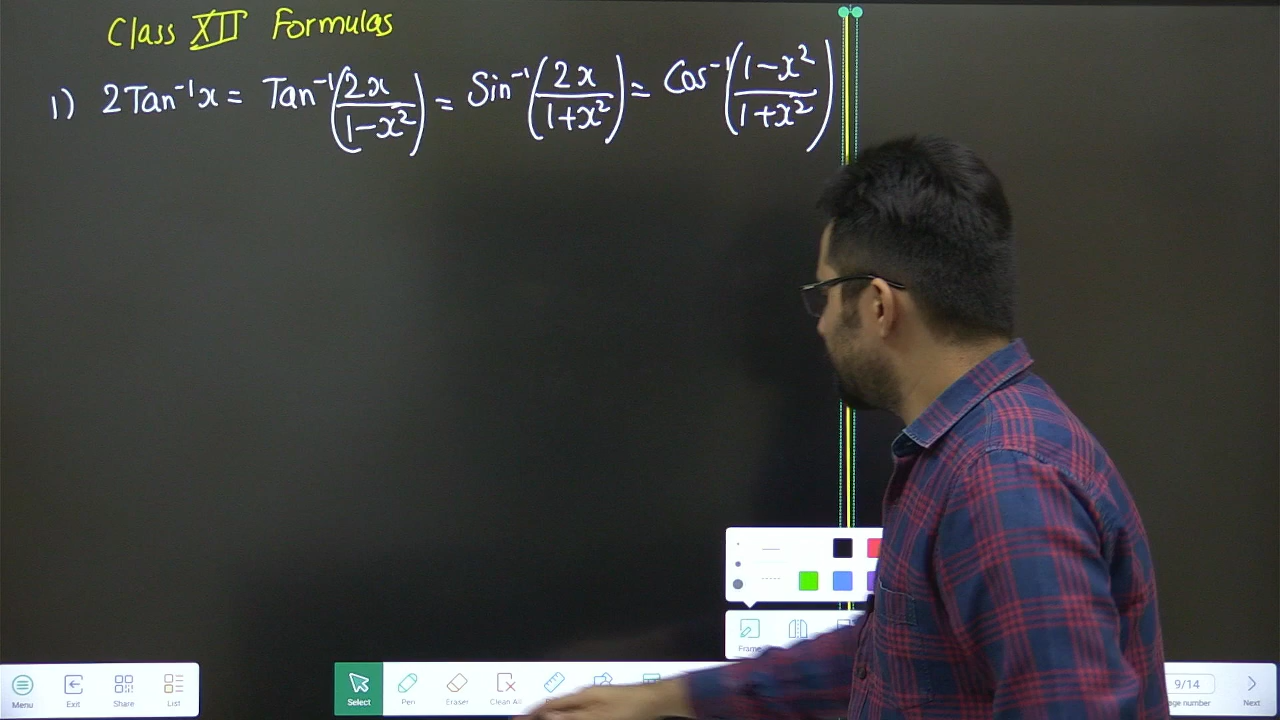 Class XII Formulas
1) 2Tan⁻¹x = Tan⁻¹(2x/1-x²) = Sin⁻¹(2x/1+x²) = Cos⁻¹(1-x²/1+x²)
Frame
Menu Exit Share List Select Pen Eraser Clean All 9/14 Next